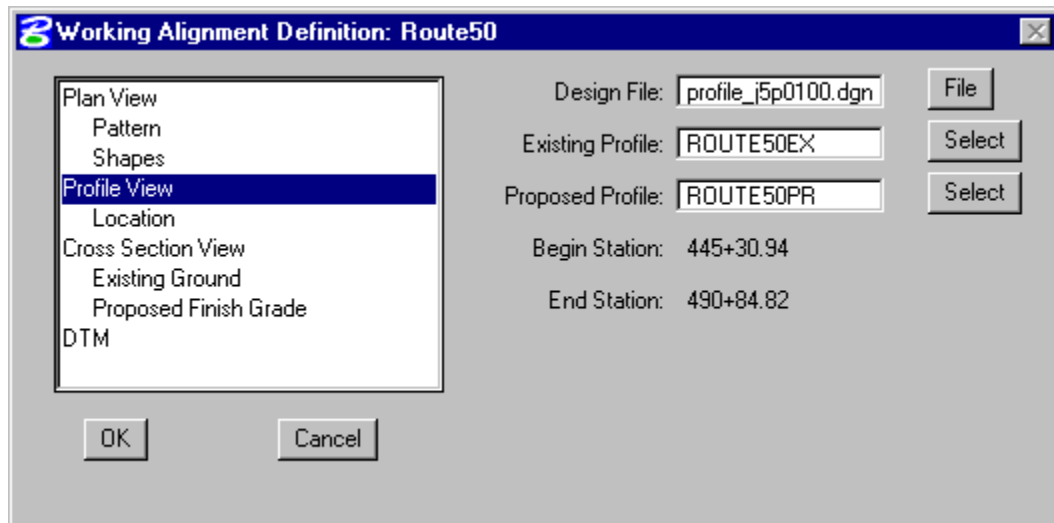 Working Alignment Definition: Route50
Plan View
Pattern
Shapes
Profile View
Location
Cross Section View
Existing Ground
Proposed Finish Grade
DTM
Design File: profile_j5p0100.dgn File
Existing Profile: ROUTE50EX Select
Proposed Profile: ROUTE50PR Select
Begin Station: 445+30.94
End Station: 490+84.82
OK Cancel